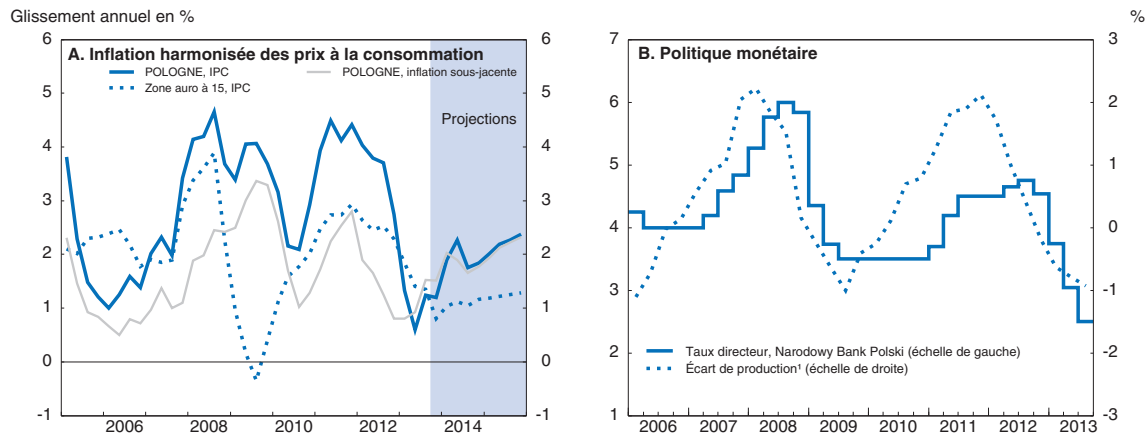 Glissement annuel en %
%
A. Inflation harmonisée des prix à la consommation
POLOGNE, IPC
POLOGNE, inflation sous-jacente
Zone auro à 15, IPC
Projections
6
5
4
3
2
1
0
-1
6
5
4
3
2
1
0
-1
2006 2008 2010 2012 2014
B. Politique monétaire
7
6
5
4
3
2
1
3
2
1
0
-1
-2
-3
Taux directeur, Narodowy Bank Polski (échelle de gauche)
Écart de production¹ (échelle de droite)
2006 2007 2008 2009 2010 2011 2012 2013